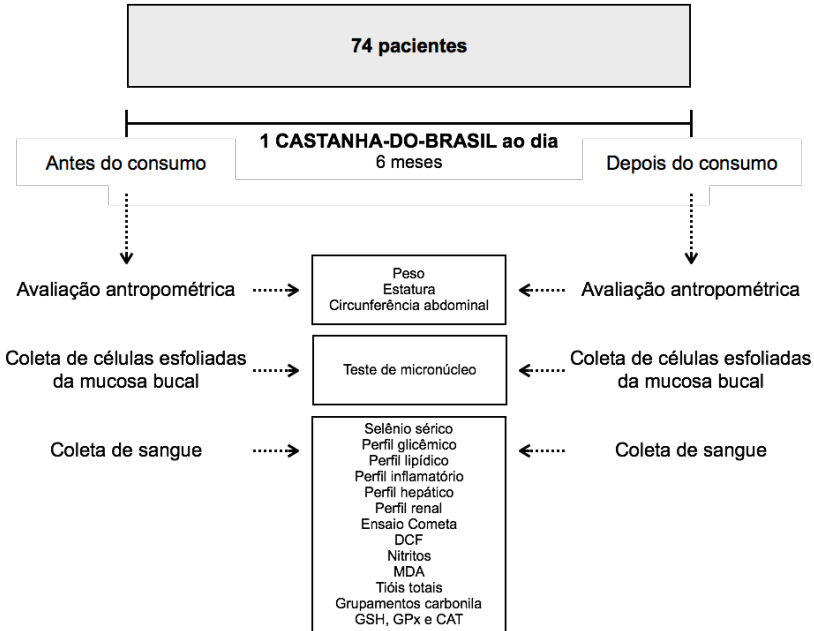 74 pacientes
1 CASTANHA-DO-BRASIL ao dia
6 meses
Antes do consumo
Depois do consumo
Avaliação antropométrica
Peso
Estatura
Circunferência abdominal
Avaliação antropométrica
Coleta de células esfoliadas
da mucosa bucal
Teste de micronúcleo
Coleta de células esfoliadas
da mucosa bucal
Coleta de sangue
Selênio sérico
Perfil glicêmico
Perfil lipídico
Perfil inflamatório
Perfil hepático
Perfil renal
Ensaio Cometa
DCF
Nitritos
MDA
Tióis totais
Grupamentos carbonila
GSH, GPx e CAT
Coleta de sangue